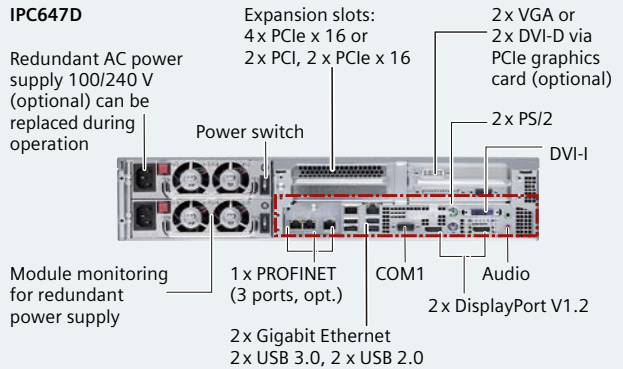 IPC647D
Redundant AC power
supply 100/240 V
(optional) can be
replaced during
operation
Power switch
Expansion slots:
4 x PCIe x 16 or
2 x PCI, 2 x PCIe x 16
2 x VGA or
2 x DVI-D via
PCIe graphics
card (optional)
2 x PS/2
DVI-I
Module monitoring
for redundant
power supply
1 x PROFINET
(3 ports, opt.)
COM1
Audio
2 x DisplayPort V1.2
2 x Gigabit Ethernet
2 x USB 3.0, 2 x USB 2.0